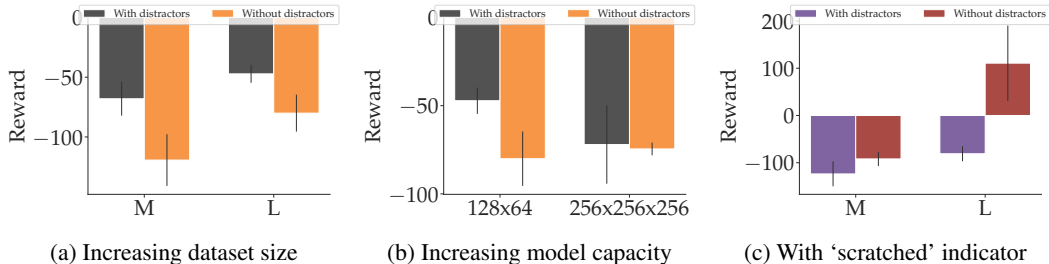 With distractors Without distractors
0
−50
−100
Reward
M L
(a) Increasing dataset size
With distractors Without distractors
0
−50
−100
Reward
128x64 256x256x256
(b) Increasing model capacity
With distractors Without distractors
200
100
0
−100
Reward
M L
(c) With ‘scratched’ indicator